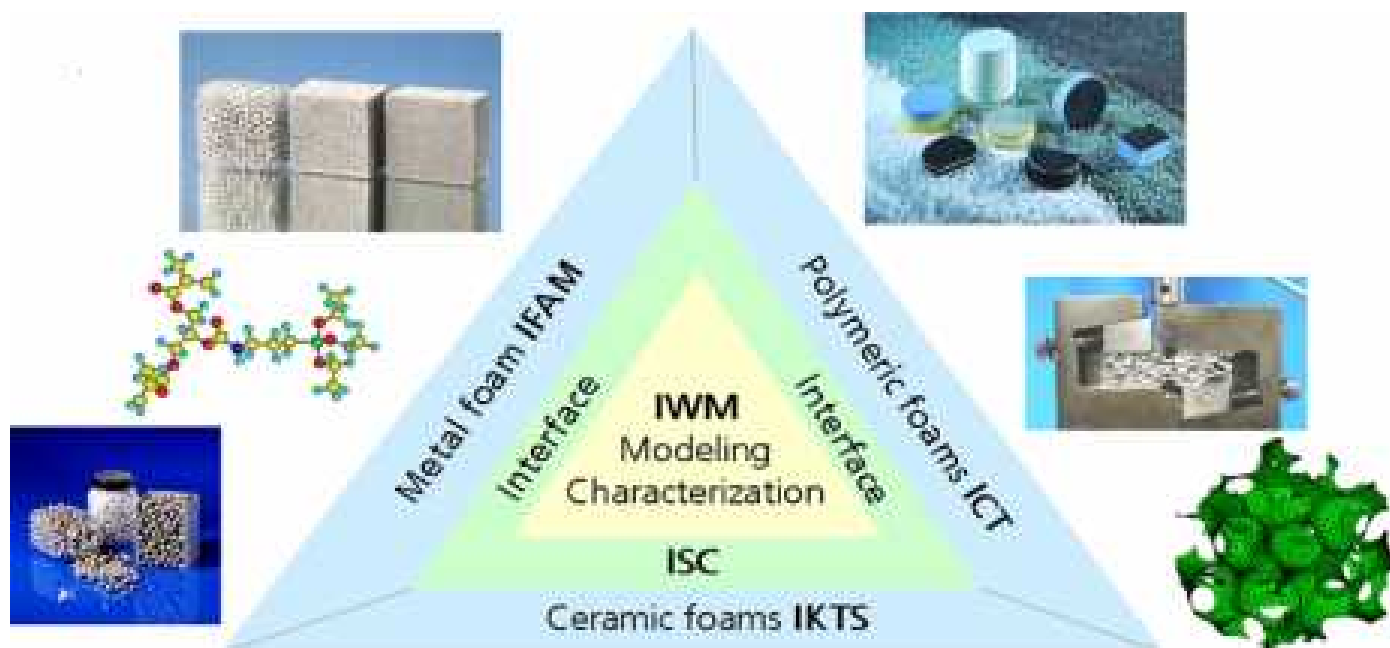 Metal foam IFAM
Polymeric foams ICT
Interface
Interface
IWM
Modeling
Characterization
ISC
Ceramic foams IKTS